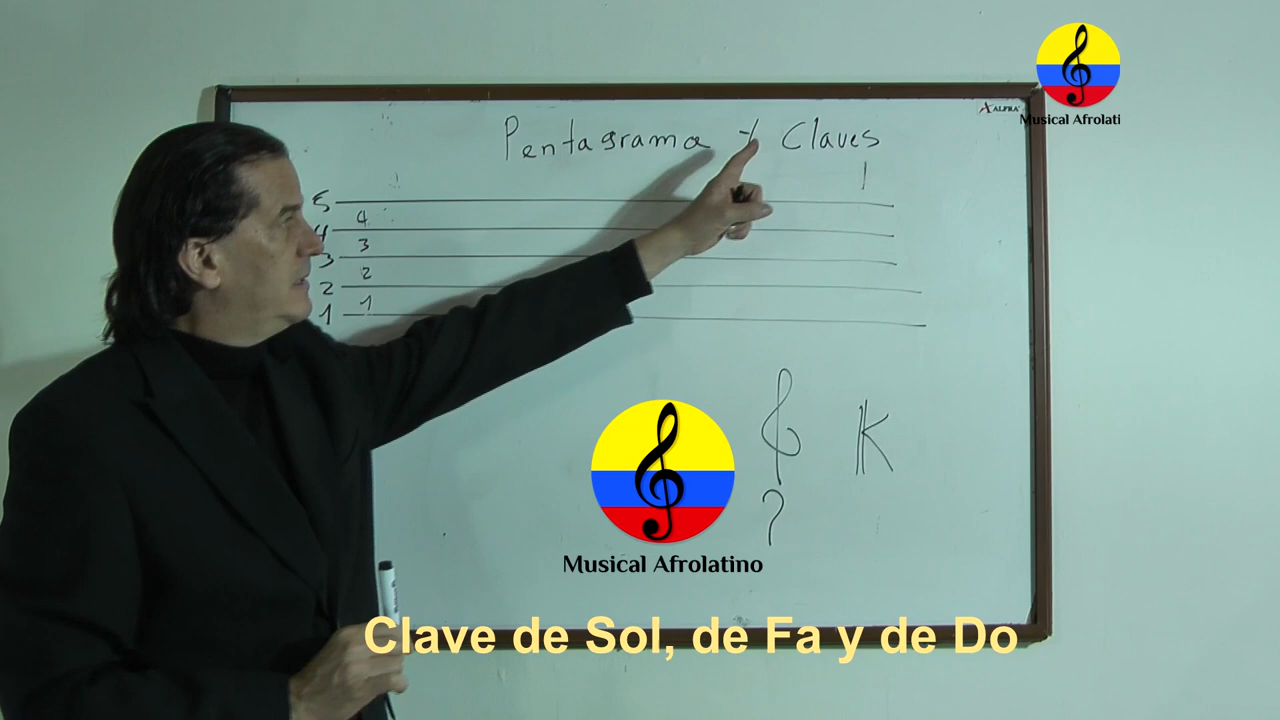 Musical Afrolati
ALFRA
Pentagrama y Claves
5
4
4
3
3
2
2
1
1
Musical Afrolatino
Clave de Sol, de Fa y de Do